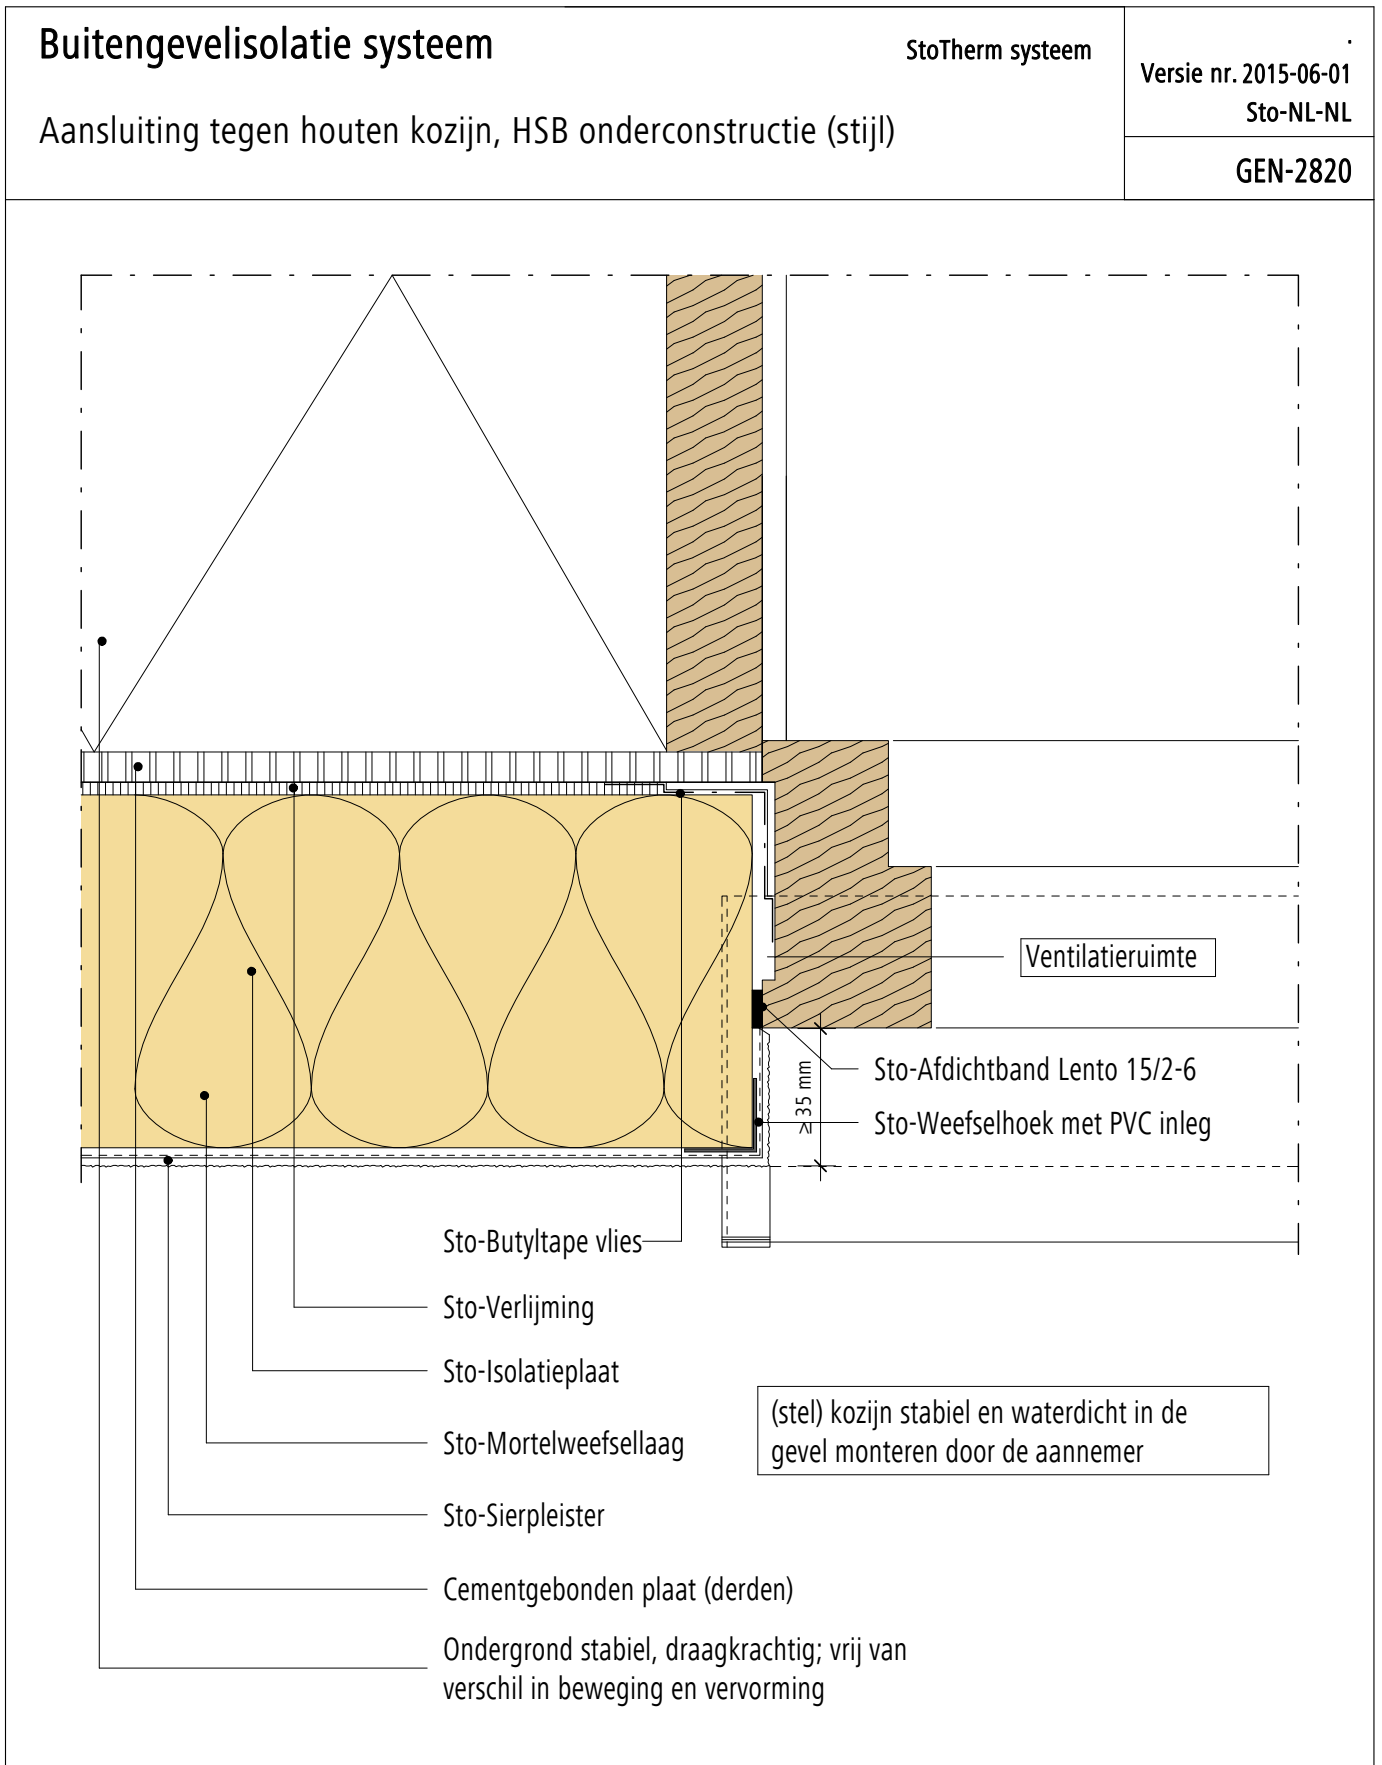 Buitengevelisolatie systeem
StoTherm systeem
.
Versie nr. 2015-06-01
Sto-NL-NL
Aansluiting tegen houten kozijn, HSB onderconstructie (stijl)
GEN-2820
Ventilatieruimte
≥ 35 mm
Sto-Afdichtband Lento 15/2-6
Sto-Weefselhoek met PVC inleg
Sto-Butyltape vlies
Sto-Verlijming
Sto-Isolatieplaat
(stel) kozijn stabiel en waterdicht in de
gevel monteren door de aannemer
Sto-Mortelweefsellaag
Sto-Sierpleister
Cementgebonden plaat (derden)
Ondergrond stabiel, draagkrachtig; vrij van
verschil in beweging en vervorming